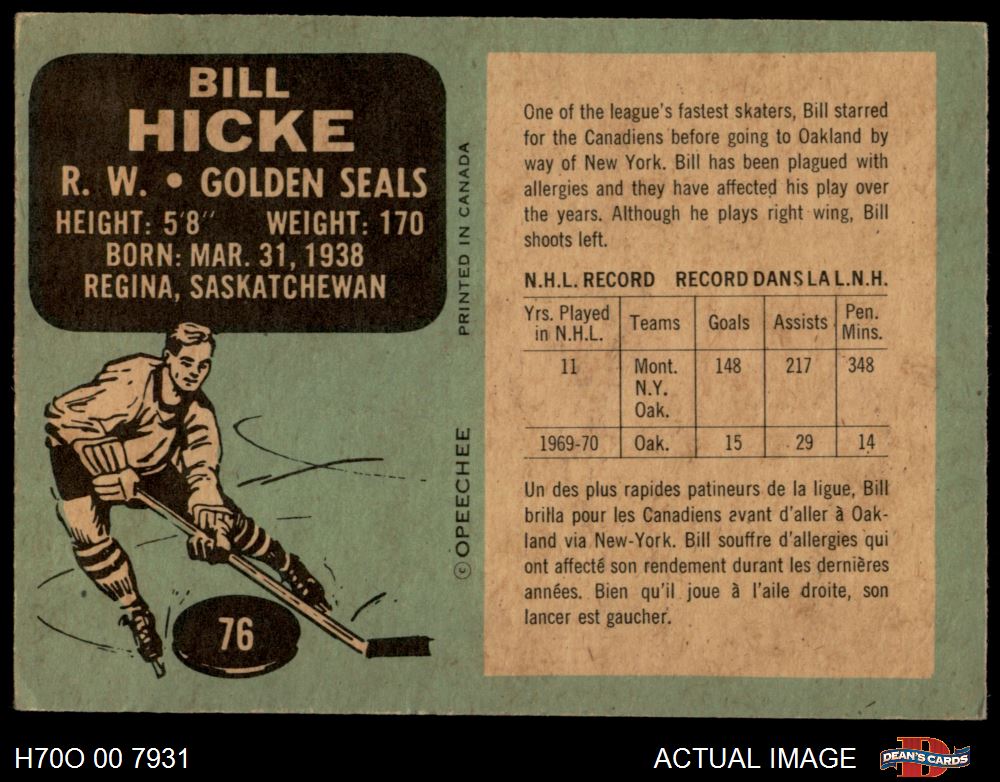 BILL
HICKE
R. W. • GOLDEN SEALS
HEIGHT: 5'8" WEIGHT: 170
BORN: MAR. 31, 1938
REGINA, SASKATCHEWAN
76
PRINTED IN CANADA
© OPEECHEE
One of the league's fastest skaters, Bill starred
for the Canadiens before going to Oakland by
way of New York. Bill has been plagued with
allergies and they have affected his play over
the years. Although he plays right wing, Bill
shoots left.
N.H.L. RECORD RECORD DANS LA L.N.H.
Yrs. Played in N.H.L. Teams Goals Assists Pen. Mins.
11 Mont. 148 217 348
N.Y.
Oak.
1969-70 Oak. 15 29 14
Un des plus rapides patineurs de la ligue, Bill
brilla pour les Canadiens avant d'aller à Oak-
land via New-York. Bill souffre d'allergies qui
ont affecté son rendement durant les dernières
années. Bien qu'il joue à l'aile droite, son
lancer est gaucher.
H70O 00 7931
ACTUAL IMAGE
DEAN'S CARDS